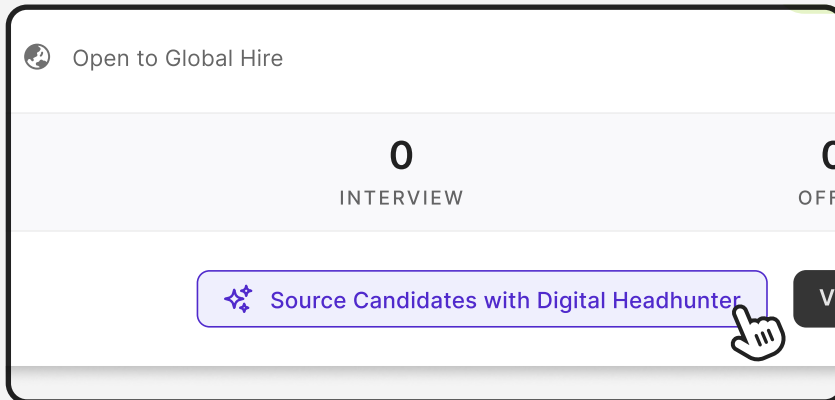 Open to Global Hire
0
INTERVIEW
Source Candidates with Digital Headhunter